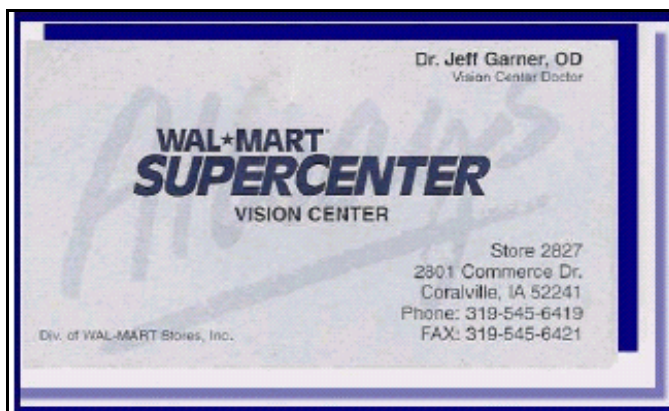 Dr. Jeff Garner, OD
Vision Center Doctor
Always
WAL★MART
SUPERCENTER
VISION CENTER
Store 2827
2801 Commerce Dr.
Coralville, IA 52241
Phone: 319-545-6419
FAX: 319-545-6421
Div. of WAL-MART Stores, Inc.